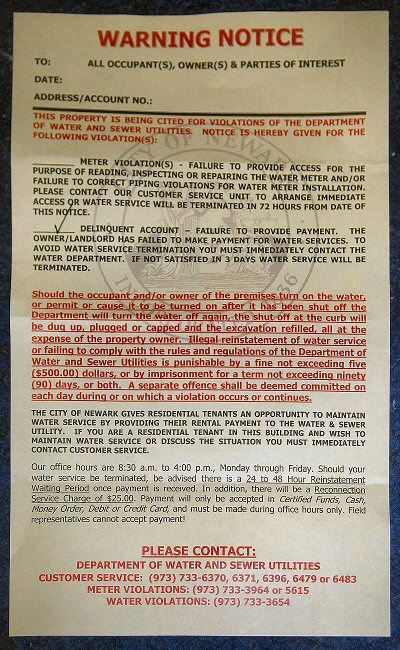 WARNING NOTICE
TO: ALL OCCUPANT(S), OWNER(S) & PARTIES OF INTEREST
DATE:
ADDRESS/ACCOUNT NO.:
THIS PROPERTY IS BEING CITED FOR VIOLATIONS OF THE DEPARTMENT
OF WATER AND SEWER UTILITIES. NOTICE IS HEREBY GIVEN FOR THE
FOLLOWING VIOLATION(S):
METER VIOLATION(S) - FAILURE TO PROVIDE ACCESS FOR THE
PURPOSE OF READING, INSPECTING OR REPAIRING THE WATER METER AND/OR
FAILURE TO CORRECT PIPING VIOLATIONS FOR WATER METER INSTALLATION.
PLEASE CONTACT OUR CUSTOMER SERVICE UNIT TO ARRANGE IMMEDIATE
ACCESS OR WATER SERVICE WILL BE TERMINATED IN 72 HOURS FROM DATE OF
THIS NOTICE.
DELINQUENT ACCOUNT – FAILURE TO PROVIDE PAYMENT. THE
OWNER/LANDLORD HAS FAILED TO MAKE PAYMENT FOR WATER SERVICES. TO
AVOID WATER SERVICE TERMINATION YOU MUST IMMEDIATELY CONTACT THE
WATER DEPARTMENT. IF NOT SATISFIED IN 3 DAYS WATER SERVICE WILL BE
TERMINATED.
Should the occupant and/or owner of the premises turn on the water,
or permit or cause it to be turned on after it has been shut off the
Department will turn the water off again, the shut off at the curb will
be dug up, plugged or capped and the excavation refilled, all at the
expense of the property owner. Illegal reinstatement of water service
or failing to comply with the rules and regulations of the Department of
Water and Sewer Utilities is punishable by a fine not exceeding five
($500.00) dollars, or by imprisonment for a term not exceeding ninety
(90) days, or both. A separate offence shall be deemed committed on
each day during or on which a violation occurs or continues.
THE CITY OF NEWARK GIVES RESIDENTIAL TENANTS AN OPPORTUNITY TO MAINTAIN
WATER SERVICE BY PROVIDING THEIR RENTAL PAYMENT TO THE WATER & SEWER
UTILITY. IF YOU ARE A RESIDENTIAL TENANT IN THIS BUILDING AND WISH TO
MAINTAIN WATER SERVICE OR DISCUSS THE SITUATION YOU MUST IMMEDIATELY
CONTACT CUSTOMER SERVICE.
Our office hours are 8:30 a.m. to 4:00 p.m., Monday through Friday. Should your
water service be terminated, be advised there is a 24 to 48 Hour Reinstatement
Waiting Period once payment is received. In addition, there will be a Reconnection
Service Charge of $25.00. Payment will only be accepted in Certified Funds, Cash,
Money Order, Debit or Credit Card, and must be made during office hours only. Field
representatives cannot accept payment!
PLEASE CONTACT:
DEPARTMENT OF WATER AND SEWER UTILITIES
CUSTOMER SERVICE: (973) 733-6370, 6371, 6396, 6479 or 6483
METER VIOLATIONS: (973) 733-3964 or 5615
WATER VIOLATIONS: (973) 733-3654